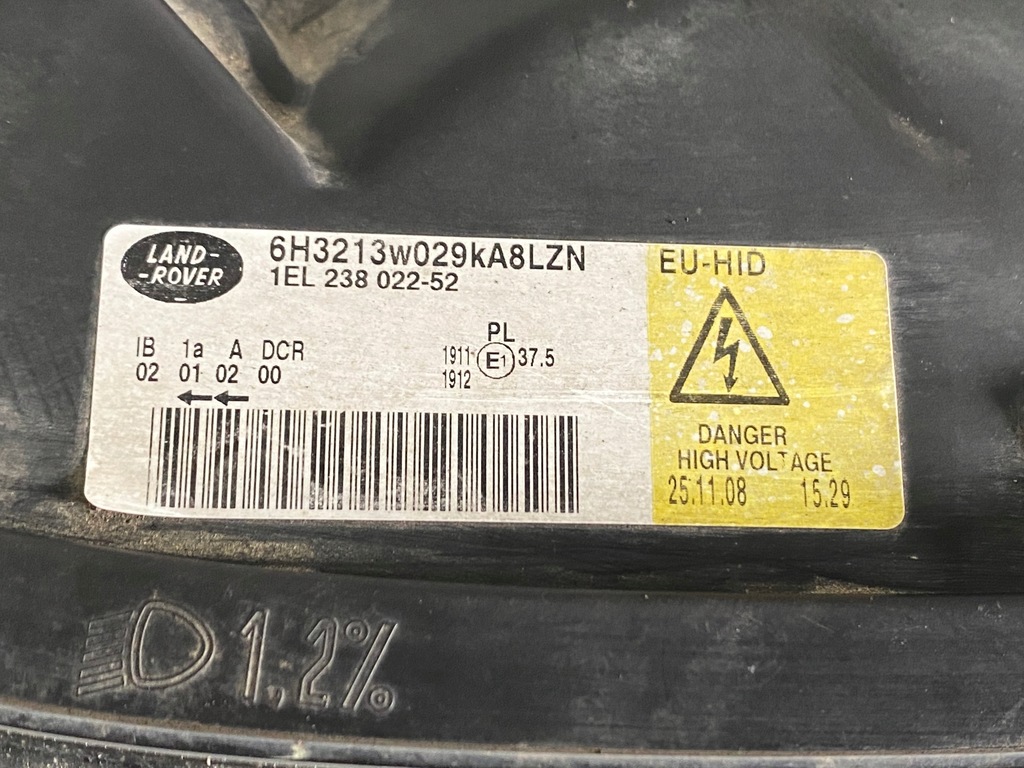 LAND-
-ROVER
6H3213w029kA8LZN
1EL 238 022-52
EU-HID
IB 1a A DCR
02 01 02 00
PL
1911 E1 37.5
1912
DANGER
HIGH VOLTAGE
25.11.08 15.29
1,2%